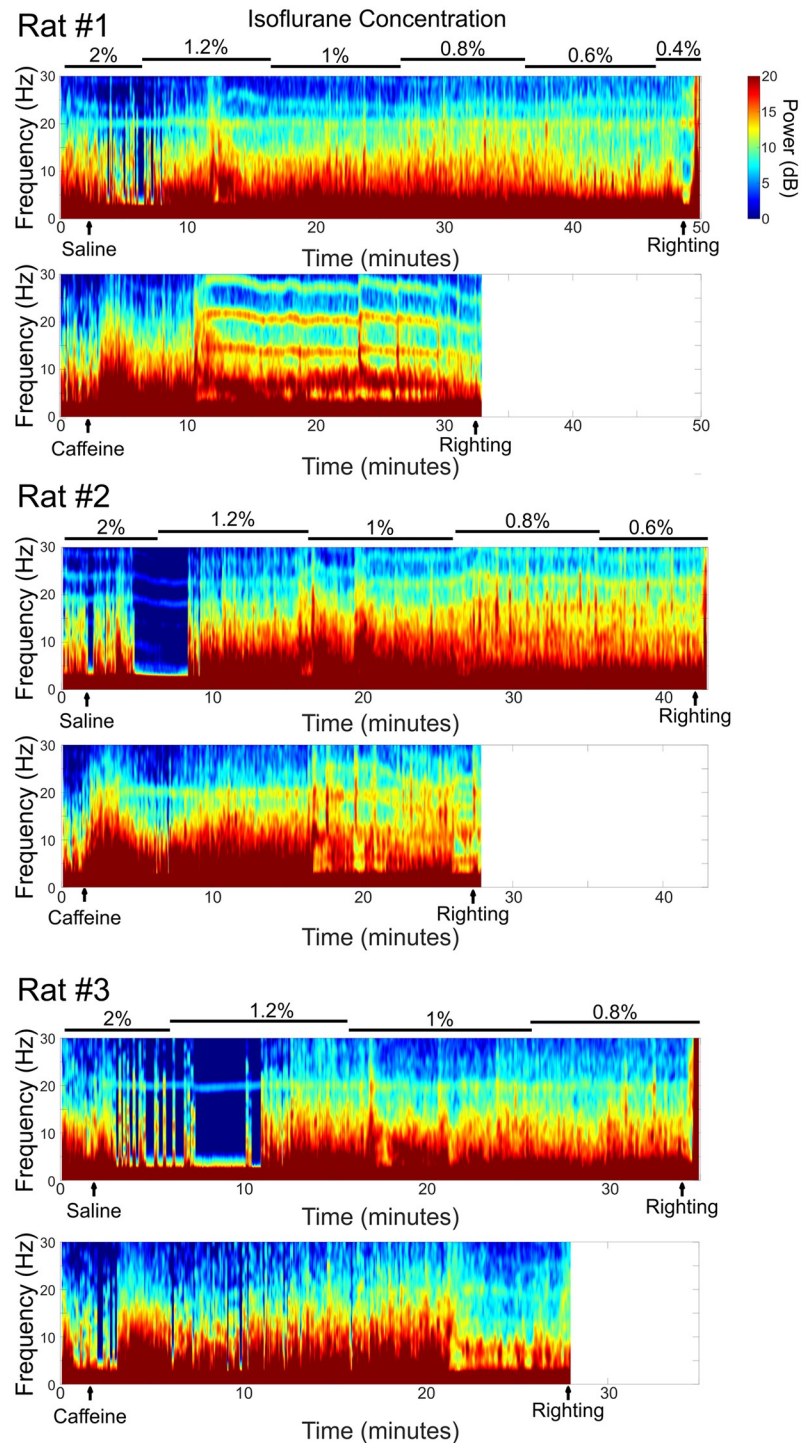 Rat #1
Isoflurane Concentration
2% 1.2% 1% 0.8% 0.6% 0.4%
Frequency (Hz)
30
20
10
0
0 10 20 30 40 50
Saline Righting
Time (minutes)
20
15
10
5
0
Power (dB)
Frequency (Hz)
30
20
10
0
0 10 20 30 40 50
Caffeine Righting
Time (minutes)
Rat #2
2% 1.2% 1% 0.8% 0.6%
Frequency (Hz)
30
20
10
0
0 10 20 30 40
Saline Righting
Time (minutes)
Frequency (Hz)
30
20
10
0
0 10 20 30 40
Caffeine Righting
Time (minutes)
Rat #3
2% 1.2% 1% 0.8%
Frequency (Hz)
30
20
10
0
0 10 20 30
Saline Righting
Time (minutes)
Frequency (Hz)
30
20
10
0
0 10 20 30
Caffeine Righting
Time (minutes)